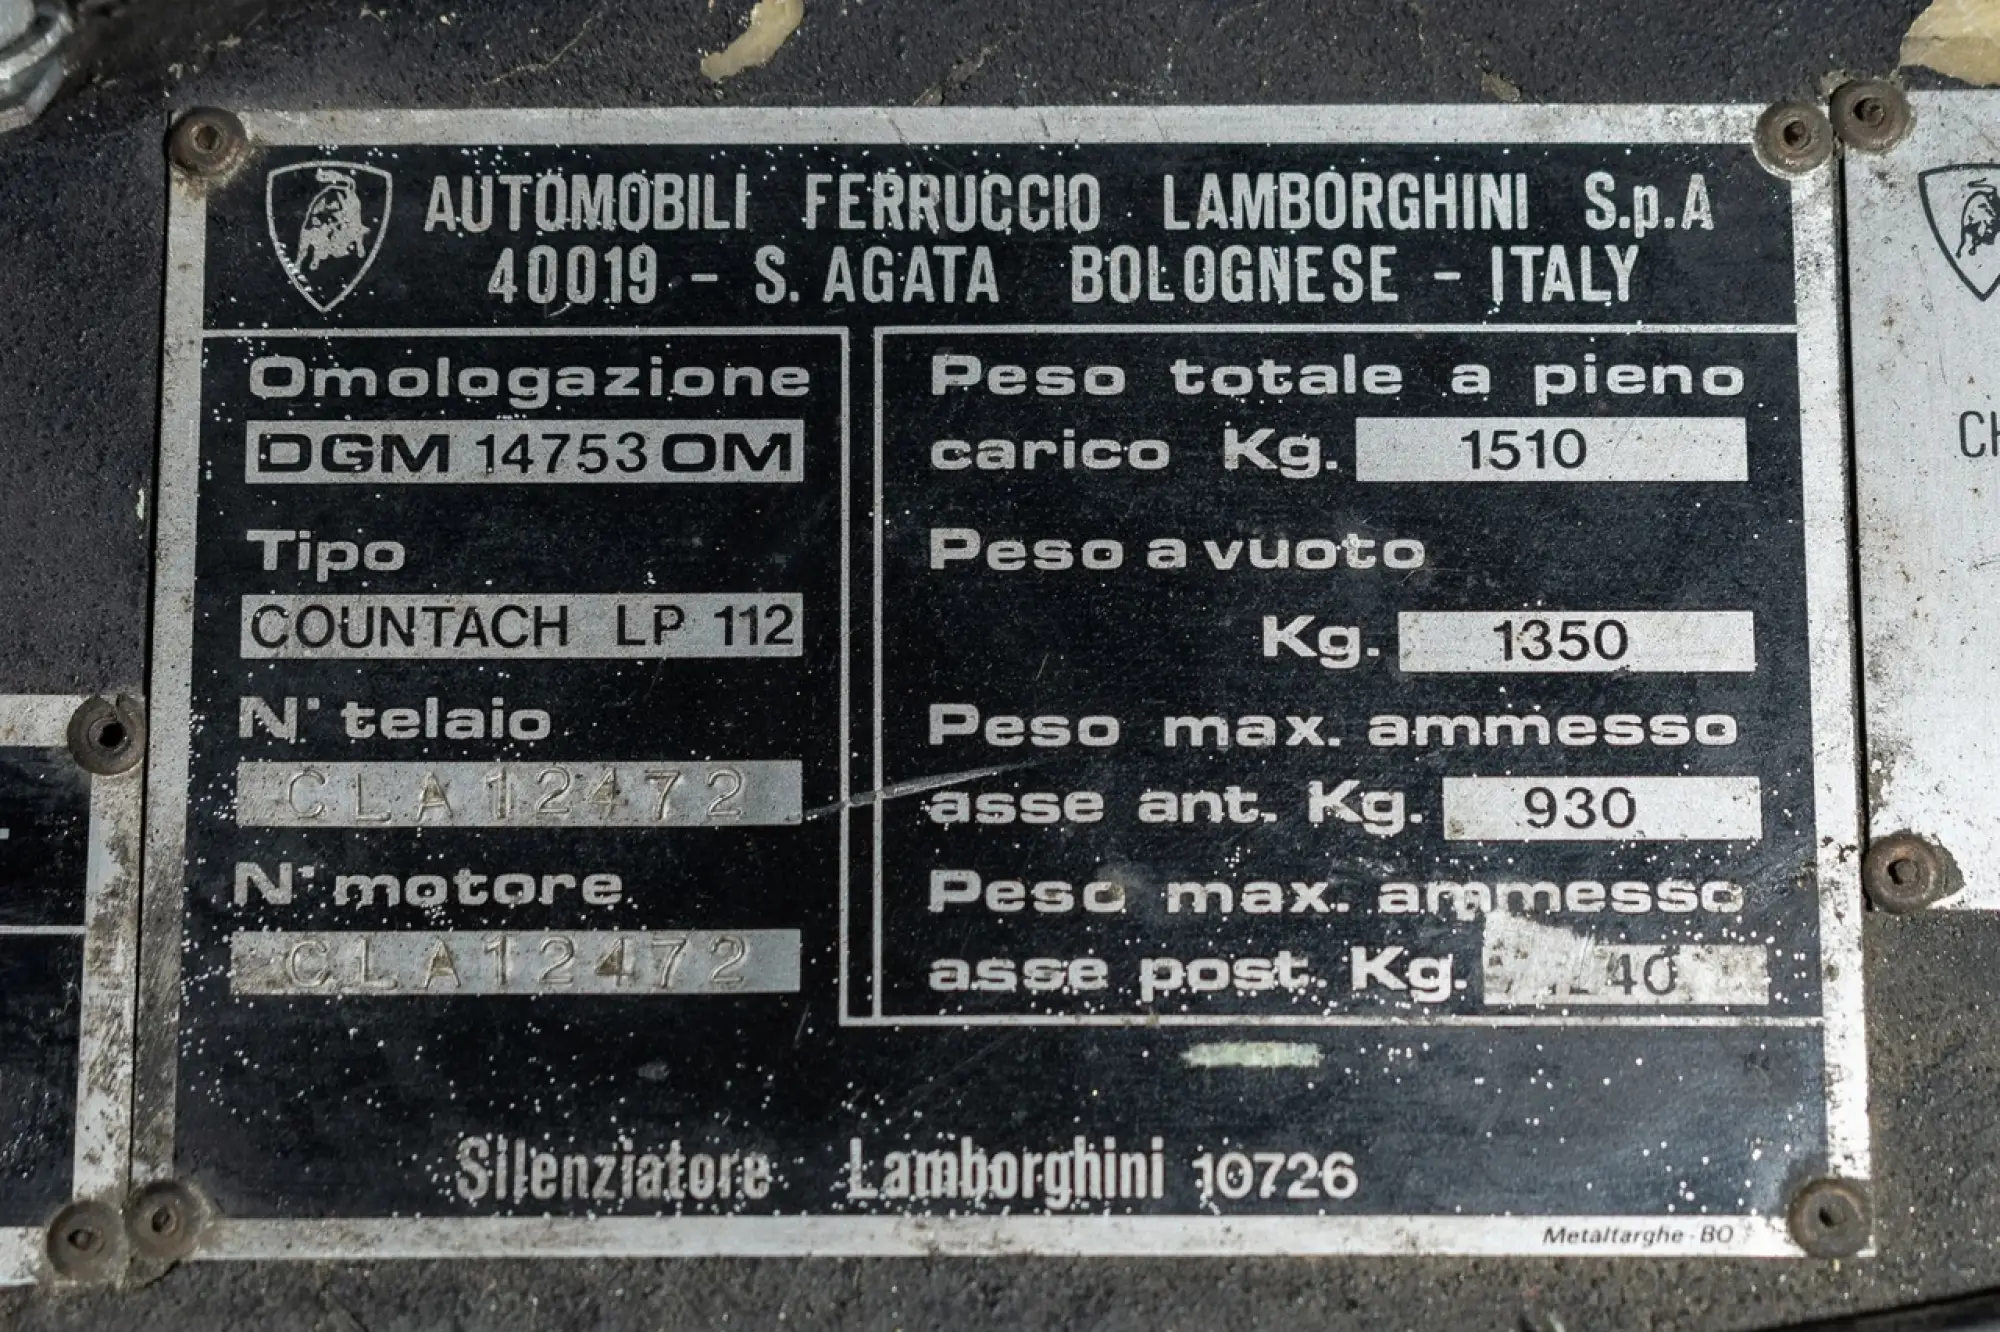 AUTOMOBILI FERRUCCIO LAMBORGHINI S.p.A
40019 - S. AGATA BOLOGNESE - ITALY
Omologazione
DGM 14753 OM
Tipo
COUNTACH LP 112
N° telaio
CLA12472
N° motore
CLA12472
Peso totale a pieno
carico Kg. 1510
Peso a vuoto
Kg. 1350
Peso max. ammesso
asse ant. Kg. 930
Peso max. ammesso
asse post. Kg.
Silenziatore Lamborghini 10726
Metaltarghe - BO